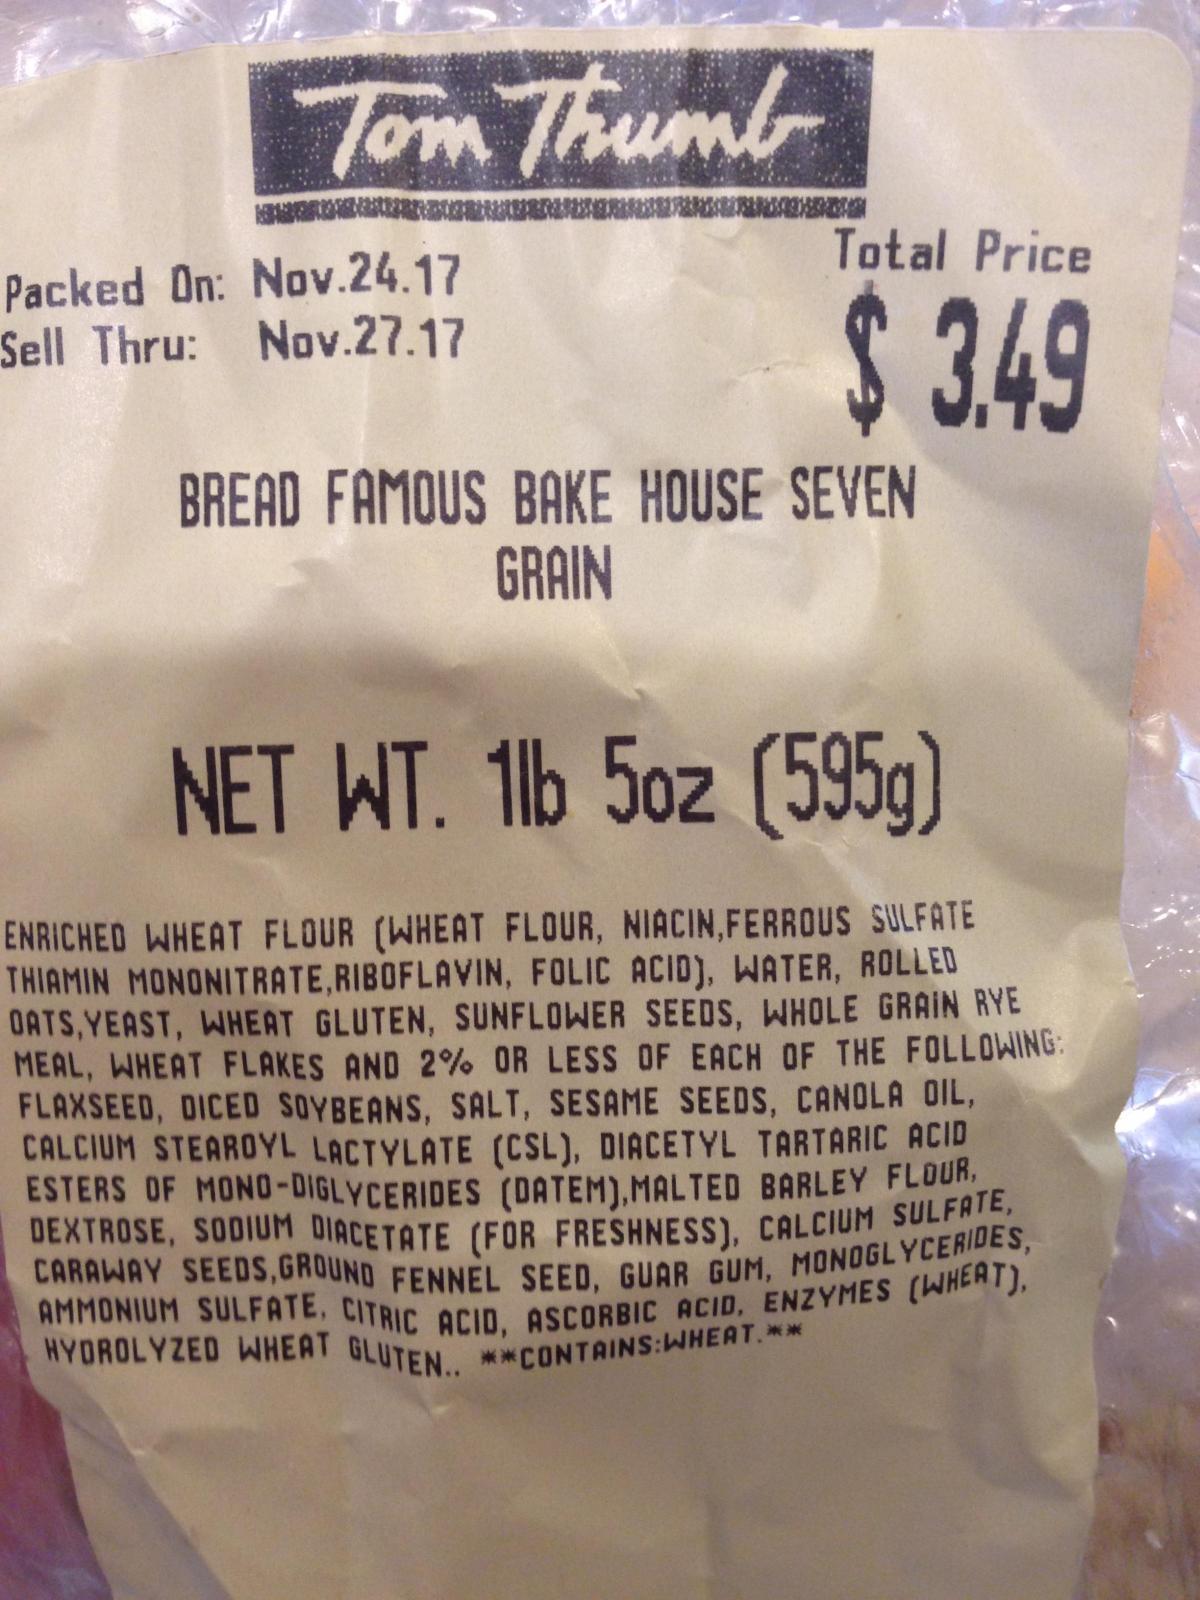 Tom Thumb
Packed On: Nov.24.17
Sell Thru: Nov.27.17
Total Price
$ 3.49
BREAD FAMOUS BAKE HOUSE SEVEN
GRAIN
NET WT. 1lb 5oz (595g)
ENRICHED WHEAT FLOUR (WHEAT FLOUR, NIACIN,FERROUS SULFATE
THIAMIN MONONITRATE,RIBOFLAVIN, FOLIC ACID), WATER, ROLLED
OATS,YEAST, WHEAT GLUTEN, SUNFLOWER SEEDS, WHOLE GRAIN RYE
MEAL, WHEAT FLAKES AND 2% OR LESS OF EACH OF THE FOLLOWING:
FLAXSEED, DICED SOYBEANS, SALT, SESAME SEEDS, CANOLA OIL,
CALCIUM STEAROYL LACTYLATE (CSL), DIACETYL TARTARIC ACID
ESTERS OF MONO-DIGLYCERIDES (DATEM),MALTED BARLEY FLOUR,
DEXTROSE, SODIUM DIACETATE (FOR FRESHNESS), CALCIUM SULFATE,
CARAWAY SEEDS,GROUND FENNEL SEED, GUAR GUM, MONOGLYCERIDES,
AMMONIUM SULFATE, CITRIC ACID, ASCORBIC ACID, ENZYMES (WHEAT),
HYDROLYZED WHEAT GLUTEN.. **CONTAINS:WHEAT.**